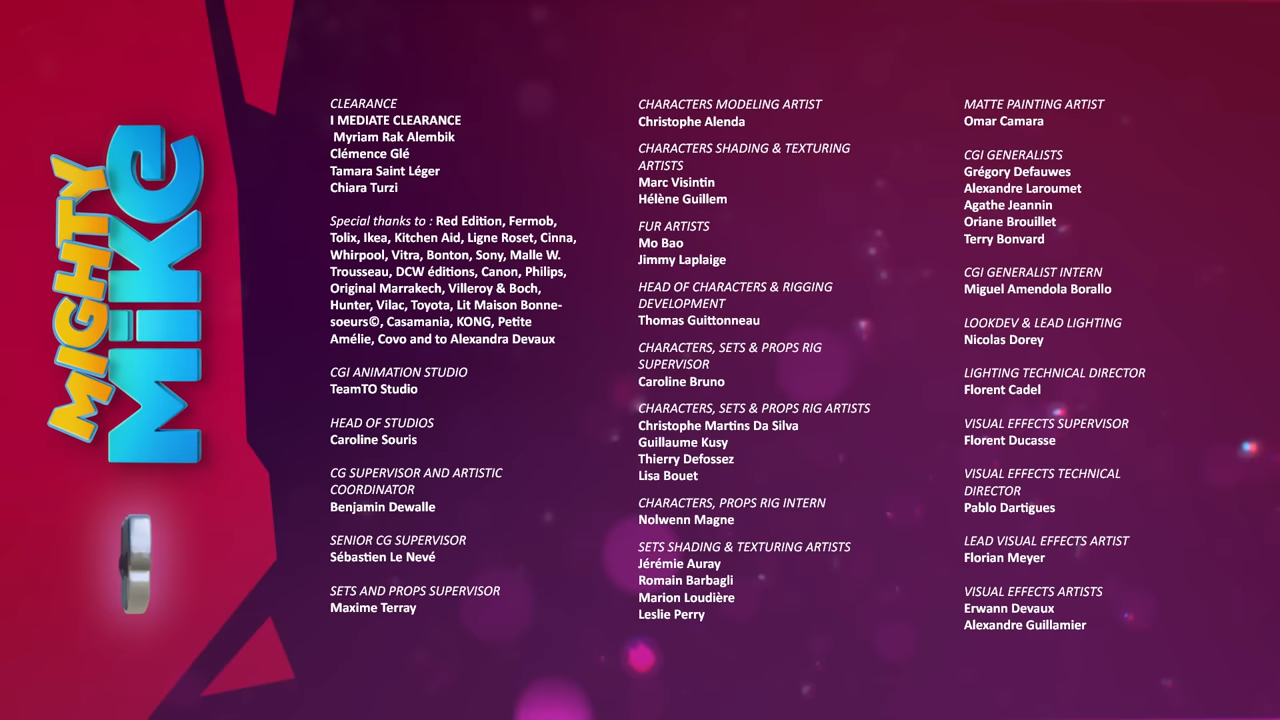 MIGHTY
MIKE
CLEARANCE
I MEDIATE CLEARANCE
Myriam Rak Alembik
Clémence Glé
Tamara Saint Léger
Chiara Turzi
Special thanks to : Red Edition, Fermob,
Tolix, Ikea, Kitchen Aid, Ligne Roset, Cinna,
Whirpool, Vitra, Bonton, Sony, Malle W.
Trousseau, DCW éditions, Canon, Philips,
Original Marrakech, Villeroy & Boch,
Hunter, Vilac, Toyota, Lit Maison Bonne-
soeurs©, Casamania, KONG, Petite
Amélie, Covo and to Alexandra Devaux
CGI ANIMATION STUDIO
TeamTO Studio
HEAD OF STUDIOS
Caroline Souris
CG SUPERVISOR AND ARTISTIC
COORDINATOR
Benjamin Dewalle
SENIOR CG SUPERVISOR
Sébastien Le Nevé
SETS AND PROPS SUPERVISOR
Maxime Terray
CHARACTERS MODELING ARTIST
Christophe Alenda
CHARACTERS SHADING & TEXTURING
ARTISTS
Marc Visintin
Hélène Guillem
FUR ARTISTS
Mo Bao
Jimmy Laplaige
HEAD OF CHARACTERS & RIGGING
DEVELOPMENT
Thomas Guittonneau
CHARACTERS, SETS & PROPS RIG
SUPERVISOR
Caroline Bruno
CHARACTERS, SETS & PROPS RIG ARTISTS
Christophe Martins Da Silva
Guillaume Kusy
Thierry Defossez
Lisa Bouet
CHARACTERS, PROPS RIG INTERN
Nolwenn Magne
SETS SHADING & TEXTURING ARTISTS
Jérémie Auray
Romain Barbagli
Marion Loudière
Leslie Perry
MATTE PAINTING ARTIST
Omar Camara
CGI GENERALISTS
Grégory Defauwes
Alexandre Laroumet
Agathe Jeannin
Oriane Brouillet
Terry Bonvard
CGI GENERALIST INTERN
Miguel Amendola Borallo
LOOKDEV & LEAD LIGHTING
Nicolas Dorey
LIGHTING TECHNICAL DIRECTOR
Florent Cadel
VISUAL EFFECTS SUPERVISOR
Florent Ducasse
VISUAL EFFECTS TECHNICAL
DIRECTOR
Pablo Dartigues
LEAD VISUAL EFFECTS ARTIST
Florian Meyer
VISUAL EFFECTS ARTISTS
Erwann Devaux
Alexandre Guillamier